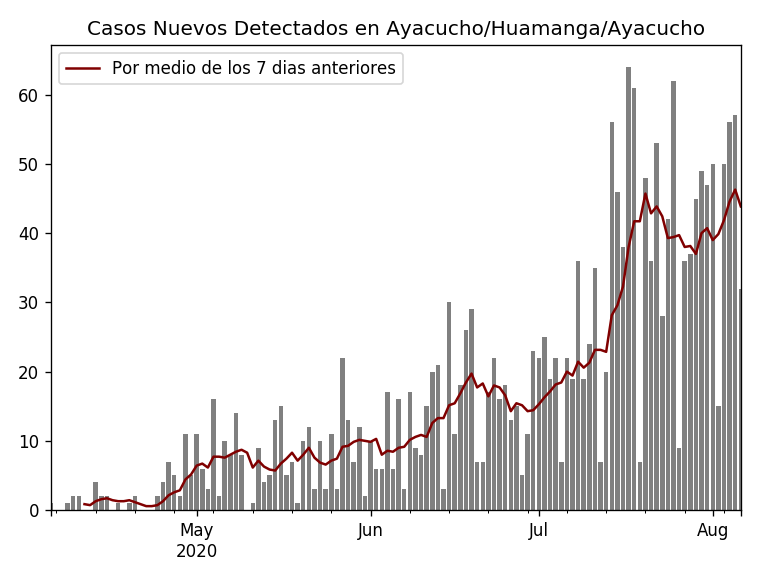 Casos Nuevos Detectados en Ayacucho/Huamanga/Ayacucho
Por medio de los 7 dias anteriores
60
50
40
30
20
10
0
May
2020
Jun
Jul
Aug